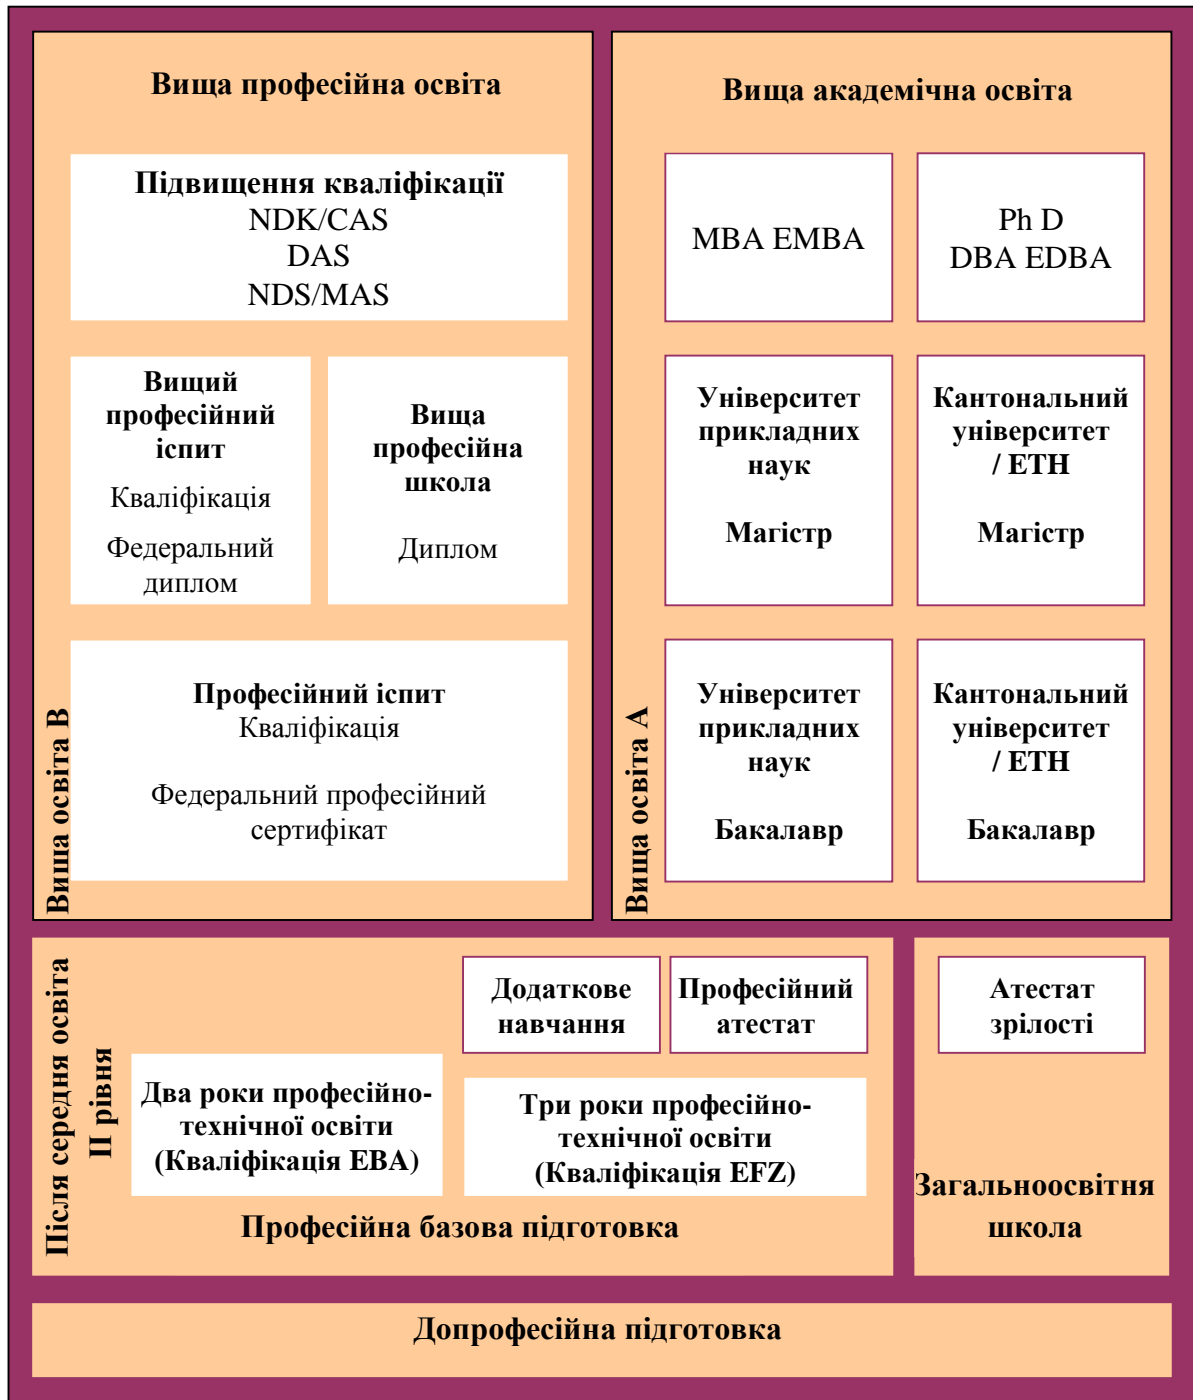 Вища професійна освіта
Підвищення кваліфікації
NDK/CAS
DAS
NDS/MAS
Вищий
професійний
іспит
Кваліфікація
Федеральний
диплом
Вища
професійна
школа
Диплом
Професійний іспит
Кваліфікація
Федеральний професійний
сертифікат
Вища освіта В
Вища академічна освіта
MBA EMBA
Ph D
DBA EDBA
Університет
прикладних
наук
Магістр
Кантональний
університет
/ ETH
Магістр
Університет
прикладних
наук
Бакалавр
Кантональний
університет
/ ETH
Бакалавр
Вища освіта А
Після середня освіта
II рівня
Додаткове
навчання
Професійний
атестат
Два роки професійно-
технічної освіти
(Кваліфікація EBA)
Три роки професійно-
технічної освіти
(Кваліфікація EFZ)
Професійна базова підготовка
Атестат
зрілості
Загальноосвітня
школа
Допрофесійна підготовка